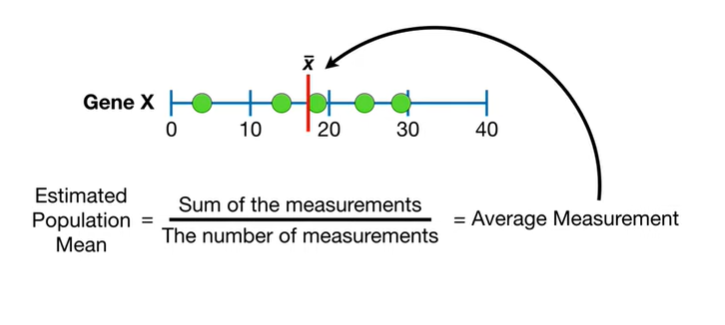 x̄
Gene X
0 10 20 30 40
Estimated
Population
Mean
=
Sum of the measurements
The number of measurements
= Average Measurement